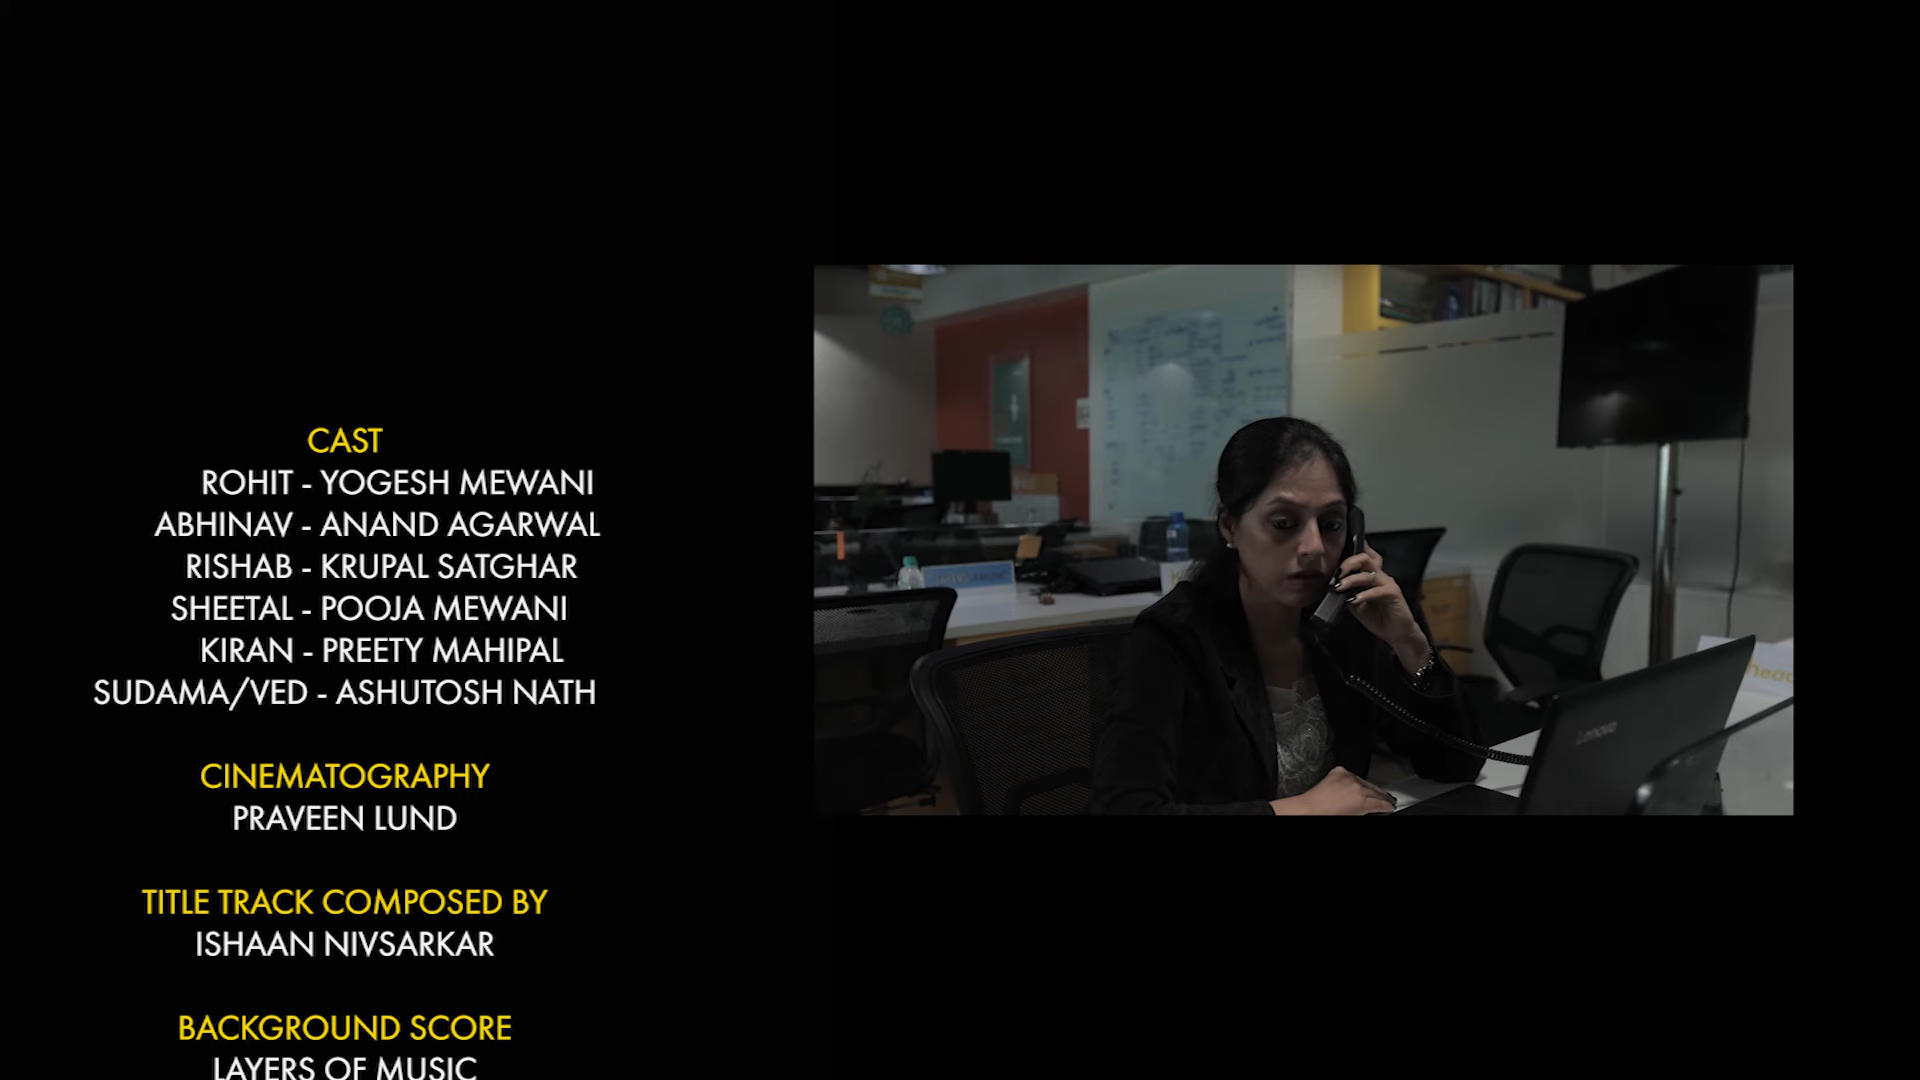 CAST
ROHIT - YOGESH MEWANI
ABHINAV - ANAND AGARWAL
RISHAB - KRUPAL SATGHAR
SHEETAL - POOJA MEWANI
KIRAN - PREETY MAHIPAL
SUDAMA/VED - ASHUTOSH NATH
CINEMATOGRAPHY
PRAVEEN LUND
TITLE TRACK COMPOSED BY
ISHAAN NIVSARKAR
BACKGROUND SCORE
LAYERS OF MUSIC
Lenovo